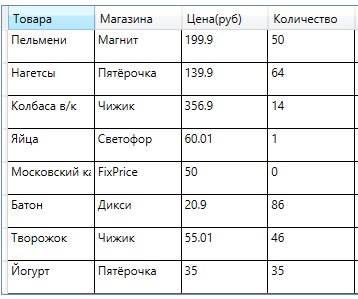 Товара Магазина Цена(руб) Количество
Пельмени Магнит 199.9 50
Нагетсы Пятёрочка 139.9 64
Колбаса в/к Чижик 356.9 14
Яйца Светофор 60.01 1
Московский ка FixPrice 50 0
Батон Дикси 20.9 86
Творожок Чижик 55.01 46
Йогурт Пятёрочка 35 35